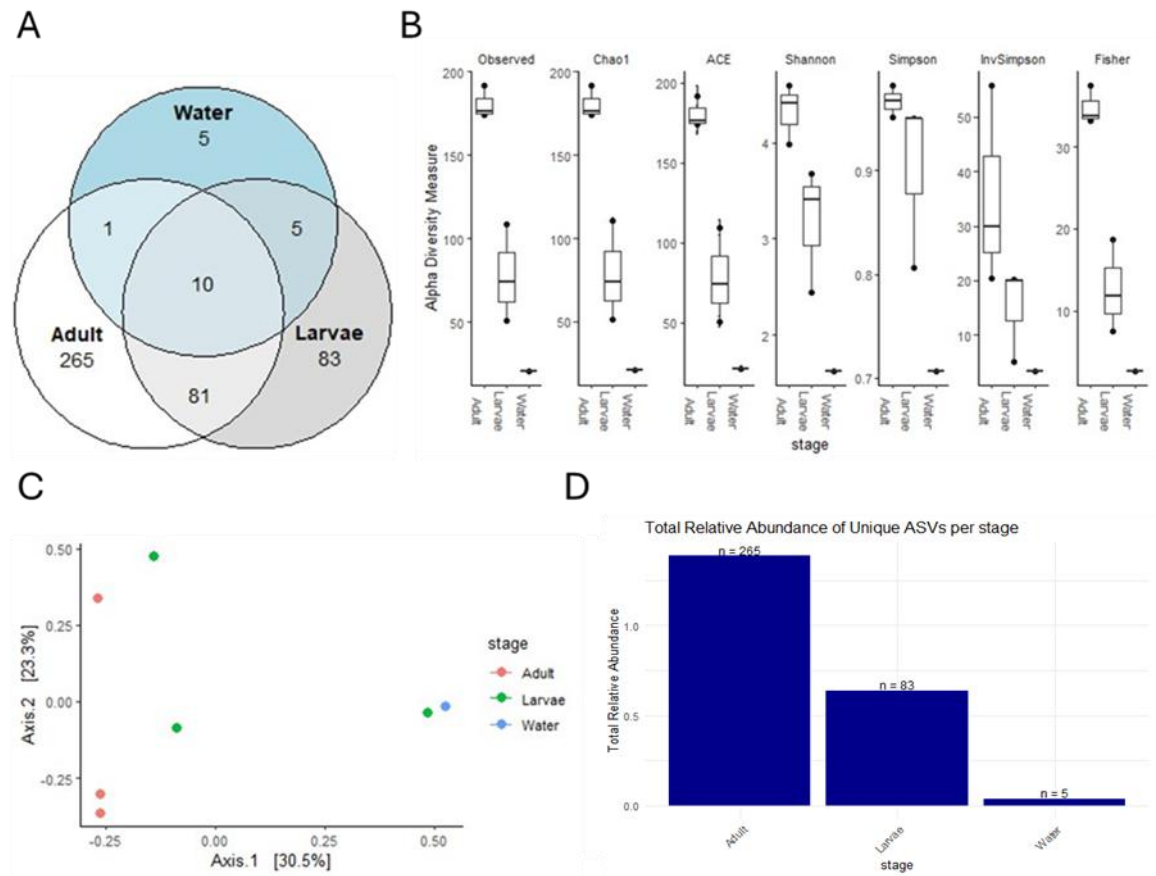 A
Water
5
1
5
10
Adult
265
Larvae
83
81
B
Observed
Chao1
ACE
Shannon
Simpson
InvSimpson
Fisher
Alpha Diversity Measure
200
150
100
50
200
150
100
50
200
150
100
50
4
3
2
0.9
0.8
0.7
50
40
30
20
10
30
20
10
Adult
Larvae
Water
Adult
Larvae
Water
Adult
Larvae
Water
Adult
Larvae
Water
Adult
Larvae
Water
Adult
Larvae
Water
Adult
Larvae
Water
stage
C
Axis.2 [23.3%]
0.50
0.25
0.00
-0.25
-0.25
0.00
0.25
0.50
Axis.1 [30.5%]
stage
Adult
Larvae
Water
D
Total Relative Abundance of Unique ASVs per stage
Total Relative Abundance
1.0
0.5
0.0
n = 265
n = 83
n = 5
Adult
Larvae
Water
stage